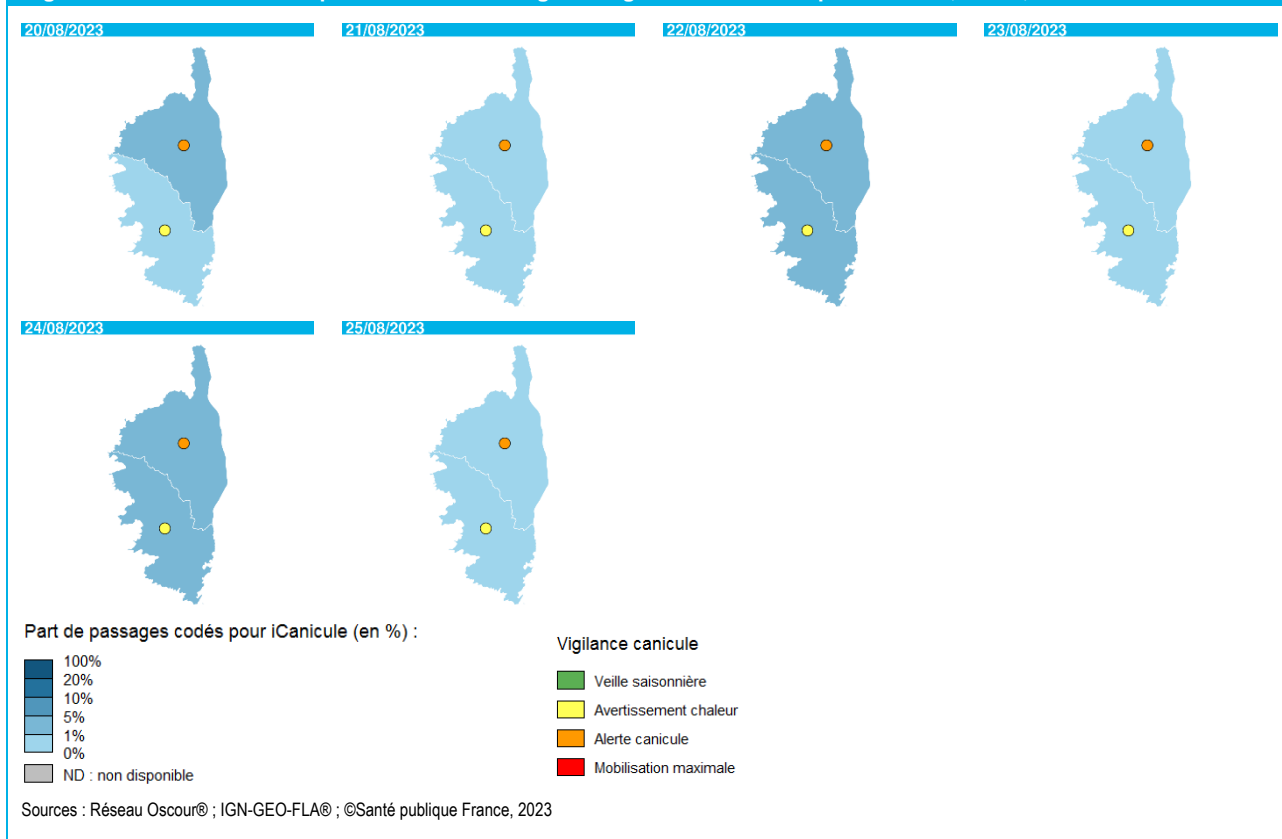 20/08/2023
21/08/2023
22/08/2023
23/08/2023
24/08/2023
25/08/2023
Part de passages codés pour iCanicule (en %) :
100%
20%
10%
5%
1%
0%
ND : non disponible
Vigilance canicule
Veille saisonnière
Avertissement chaleur
Alerte canicule
Mobilisation maximale
Sources : Réseau Oscour® ; IGN-GEO-FLA® ; ©Santé publique France, 2023